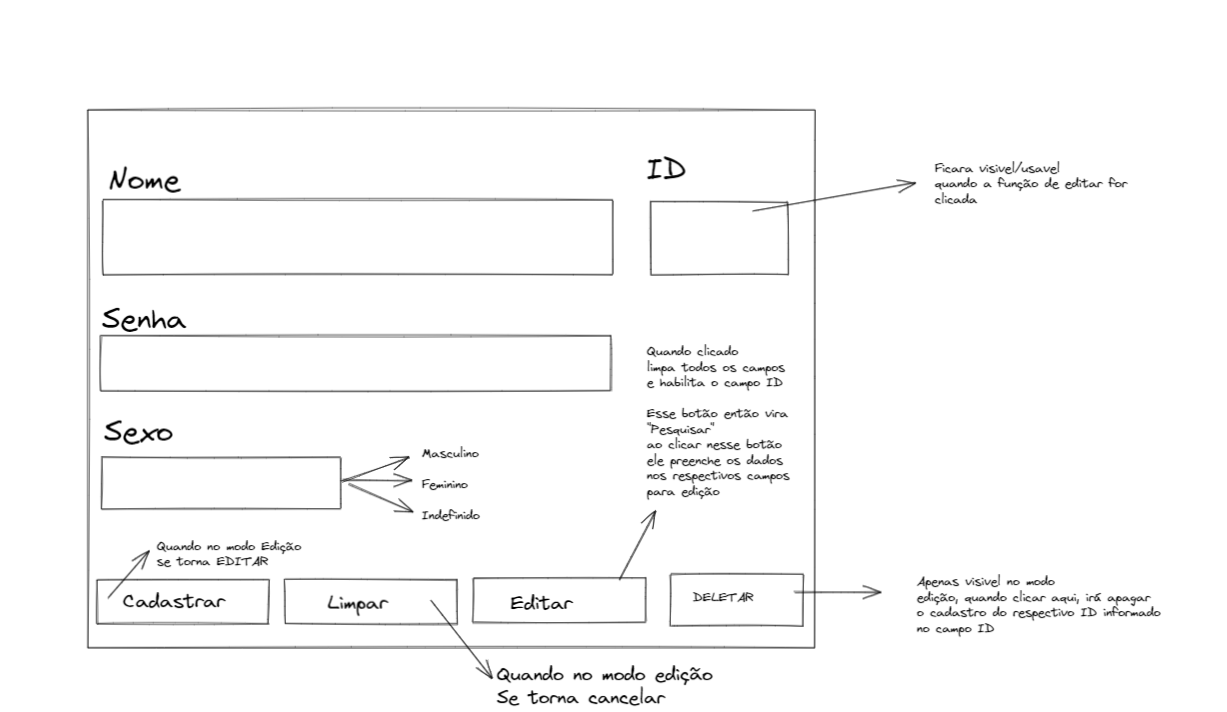 Nome
ID
Ficara visivel/usavel
quando a função de editar for
clicada
Senha
Quando clicado
limpa todos os campos
e habilita o campo ID
Esse botão então vira
"Pesquisar"
ao clicar nesse botão
ele preenche os dados
nos respectivos campos
para edição
Sexo
Masculino
Feminino
Indefinido
Quando no modo Edição
se torna EDITAR
Cadastrar
Limpar
Editar
DELETAR
Apenas visivel no modo
edição, quando clicar aqui, irá apagar
o cadastro do respectivo ID informado
no campo ID
Quando no modo edição
Se torna cancelar